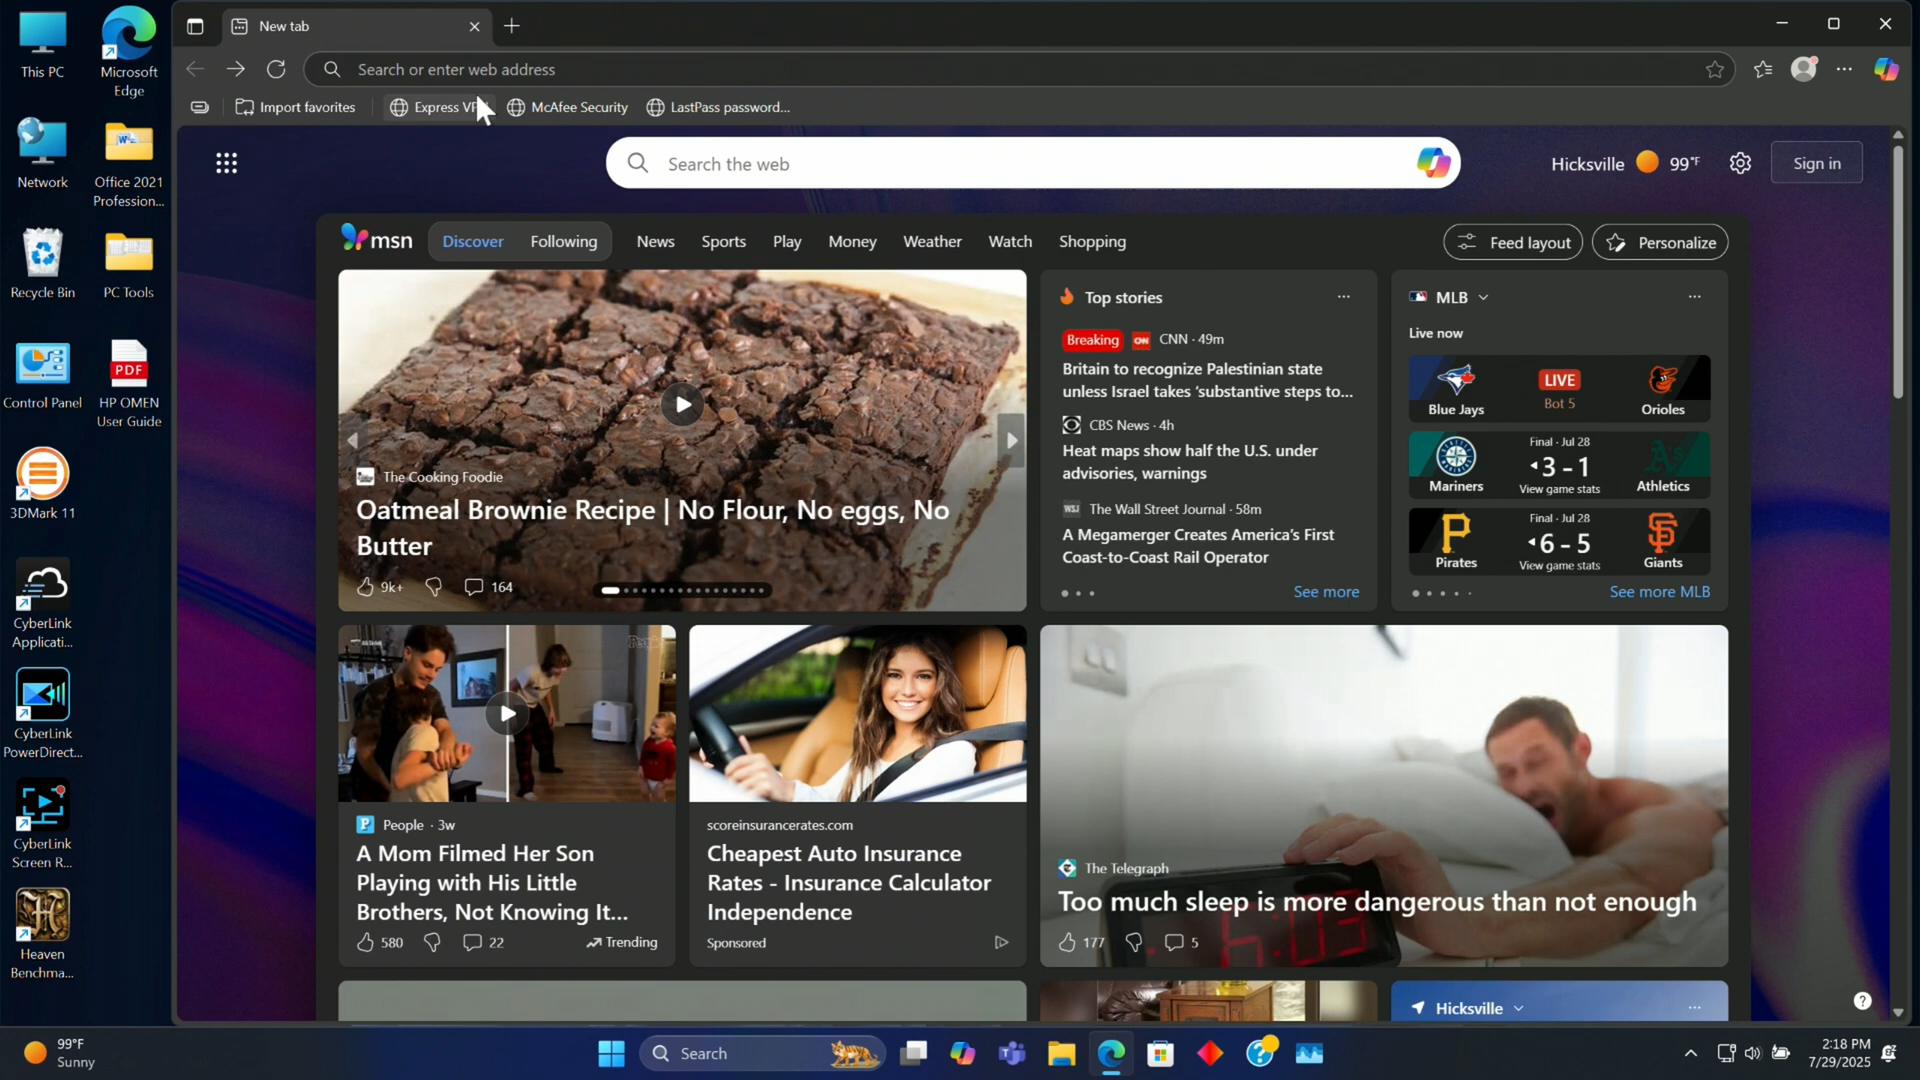 New tab
Search or enter web address
Import favorites
McAfee Security
LastPass password...
This PC
Microsoft
Edge
Network
Office 2021
Profession...
Recycle Bin
PC Tools
Control Panel
PDF
HP OMEN
User Guide
3DMark 11
CyberLink
Applicati...
CyberLink
PowerDirect...
CyberLink
Screen R...
Heaven
Benchma...
Search the web
Hicksville
99°F
Sign in
msn
Discover
Following
News
Sports
Play
Money
Weather
Watch
Shopping
Feed layout
Personalize
The Cooking Foodie
Oatmeal Brownie Recipe | No Flour, No eggs, No
Butter
9k+
164
Top stories
Breaking
CNN · 49m
Britain to recognize Palestinian state
unless Israel takes ‘substantive steps to...
CBS News · 4h
Heat maps show half the U.S. under
advisories, warnings
WSJ
The Wall Street Journal · 58m
A Megamerger Creates America’s First
Coast-to-Coast Rail Operator
See more
MLB
Live now
Blue Jays
LIVE
Bot 5
Orioles
Mariners
Final · Jul 28
3 – 1
View game stats
Athletics
Pirates
Final · Jul 28
6 – 5
View game stats
Giants
See more MLB
People · 3w
A Mom Filmed Her Son
Playing with His Little
Brothers, Not Knowing It...
580
22
Trending
scoreinsurancerates.com
Cheapest Auto Insurance
Rates - Insurance Calculator
Independence
Sponsored
The Telegraph
Too much sleep is more dangerous than not enough
177
5
6:03
Hicksville
99°F
Sunny
Search
2:18 PM
7/29/2025